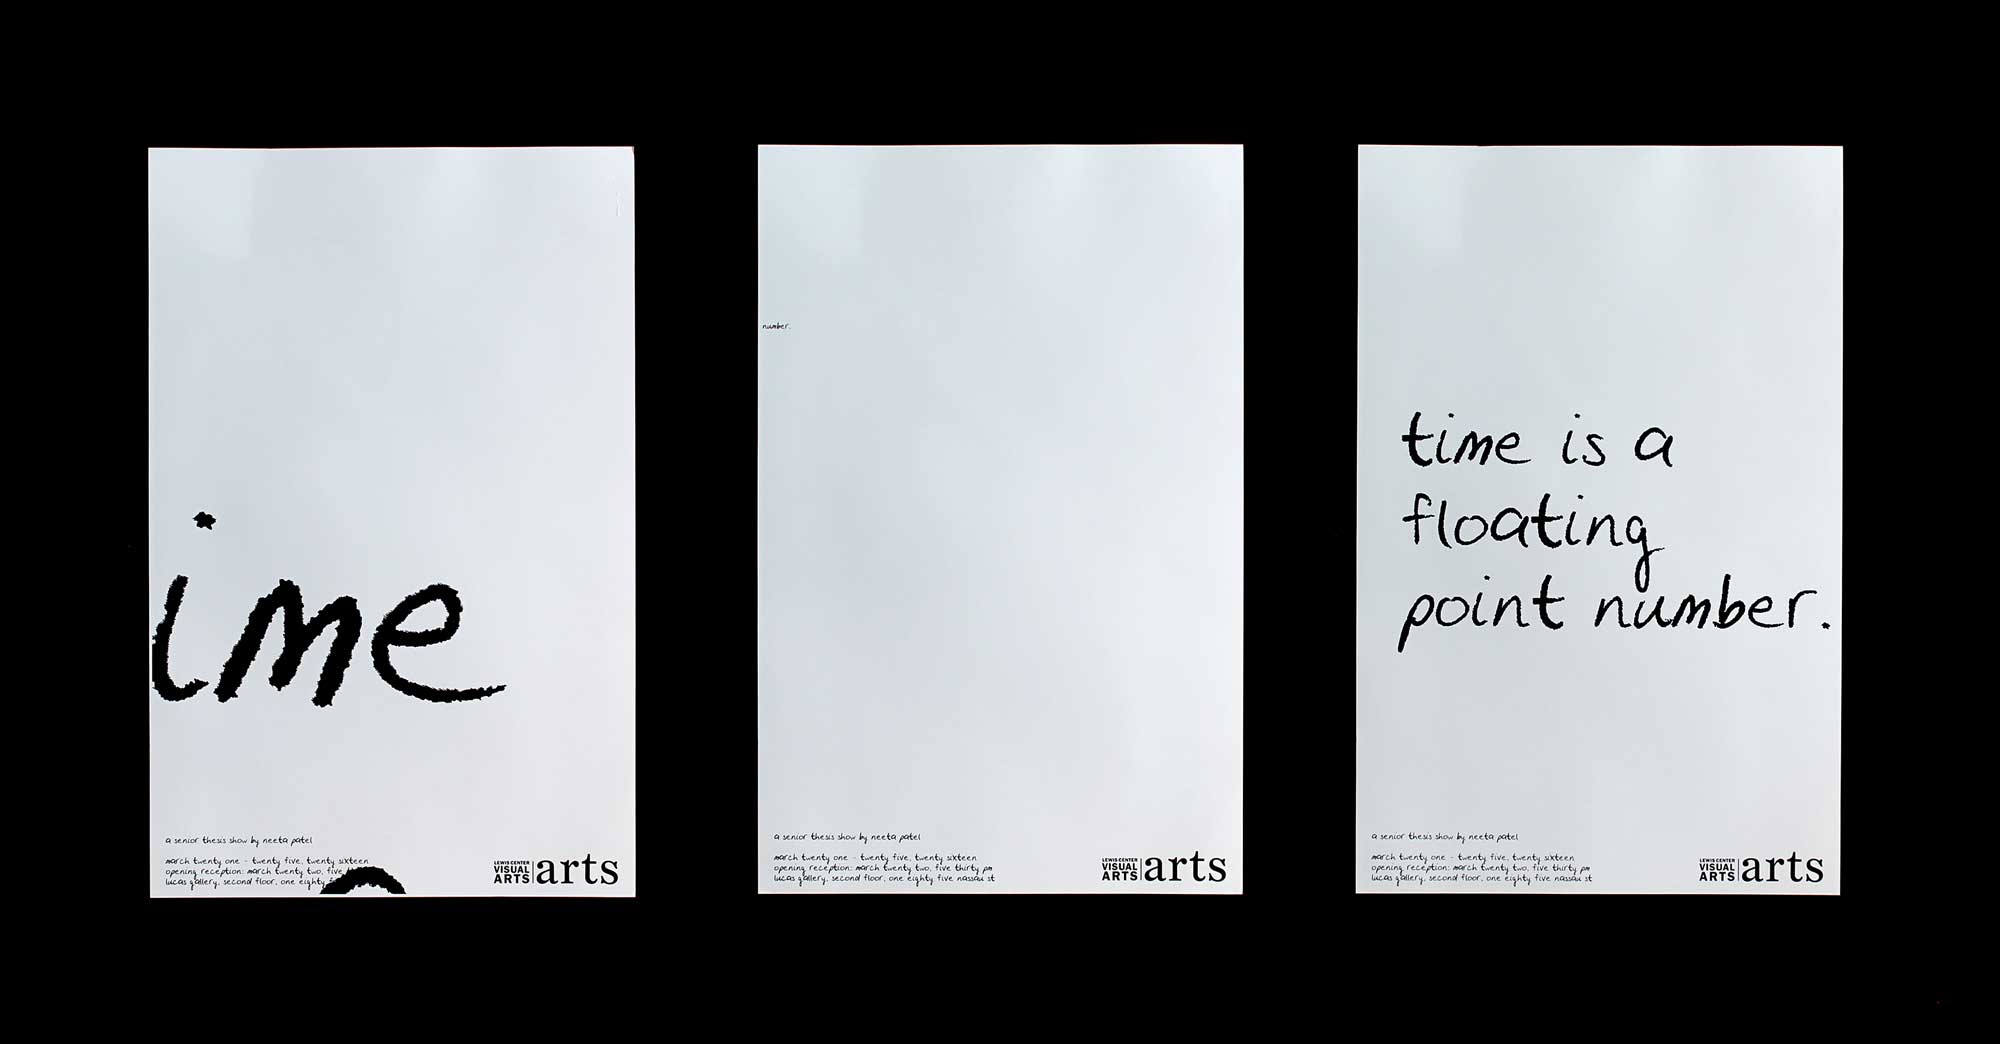 ime
a senior thesis show by neeta patel
march twenty one - twenty five, twenty sixteen
opening reception: march twenty two, five
lucas gallery, second floor, one eighty
LEWIS CENTER
VISUAL
ARTS
arts
number.
a senior thesis show by neeta patel
march twenty one - twenty five, twenty sixteen
opening reception: march twenty two, five thirty pm
lucas gallery, second floor, one eighty five nassau st
LEWIS CENTER
VISUAL
ARTS
arts
time is a
floating
point number.
a senior thesis show by neeta patel
march twenty one - twenty five, twenty sixteen
opening reception: march twenty two, five thirty pm
lucas gallery, second floor, one eighty five nassau st
LEWIS CENTER
VISUAL
ARTS
arts